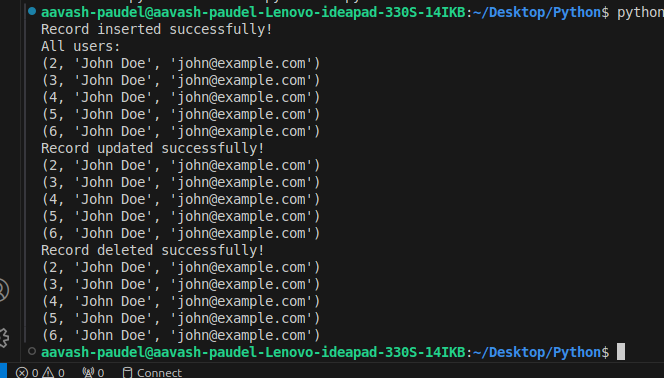 aavash-paudel@aavash-paudel-Lenovo-ideapad-330S-14IKB:~/Desktop/Python$ python
Record inserted successfully!
All users:
(2, 'John Doe', 'john@example.com')
(3, 'John Doe', 'john@example.com')
(4, 'John Doe', 'john@example.com')
(5, 'John Doe', 'john@example.com')
(6, 'John Doe', 'john@example.com')
Record updated successfully!
(2, 'John Doe', 'john@example.com')
(3, 'John Doe', 'john@example.com')
(4, 'John Doe', 'john@example.com')
(5, 'John Doe', 'john@example.com')
(6, 'John Doe', 'john@example.com')
Record deleted successfully!
(2, 'John Doe', 'john@example.com')
(3, 'John Doe', 'john@example.com')
(4, 'John Doe', 'john@example.com')
(5, 'John Doe', 'john@example.com')
(6, 'John Doe', 'john@example.com')
aavash-paudel@aavash-paudel-Lenovo-ideapad-330S-14IKB:~/Desktop/Python$
0 0 0 Connect